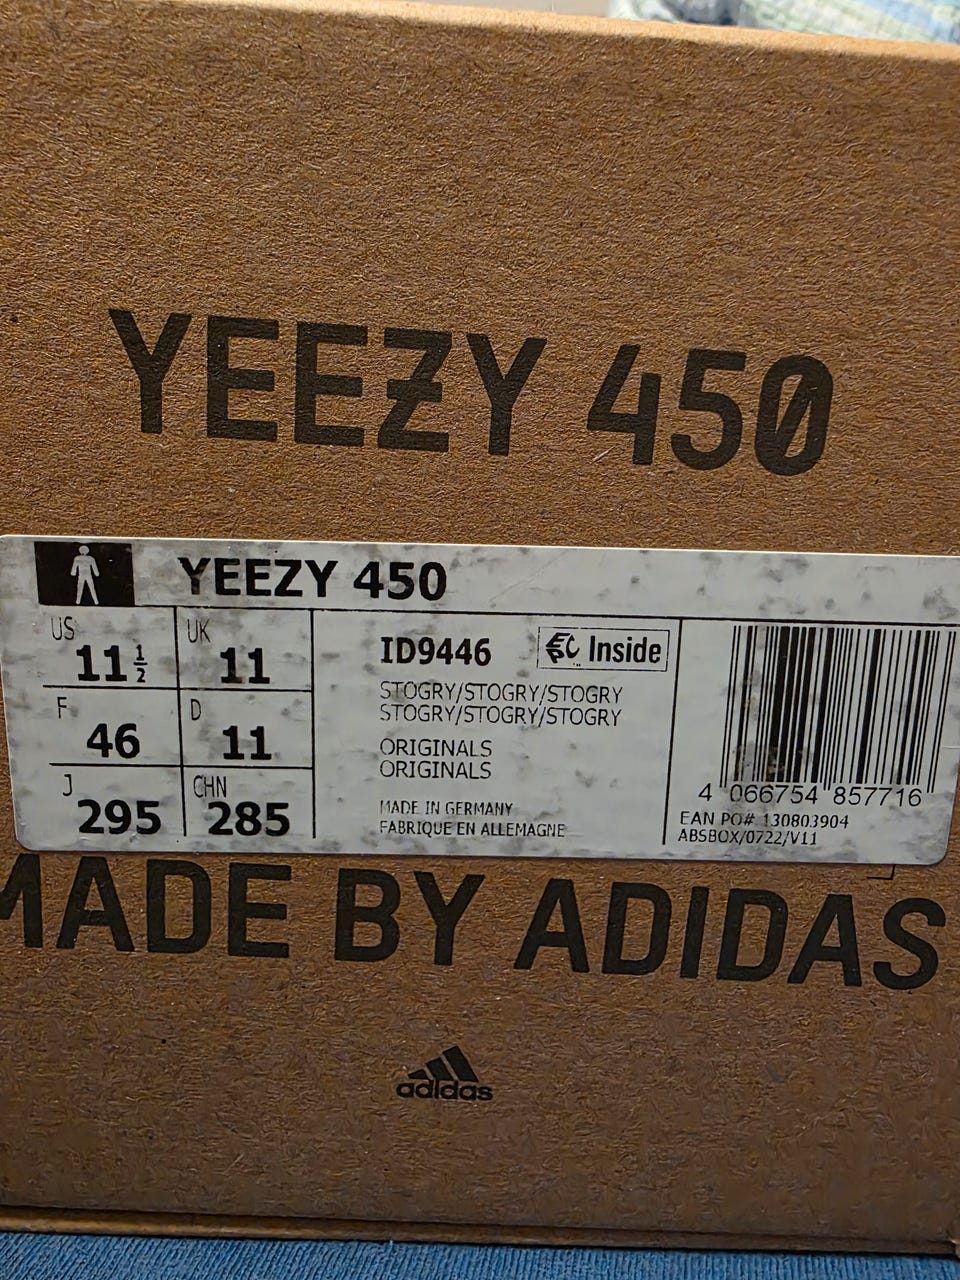 YEEZY 450
YEEZY 450
US 11½ UK 11
F 46 D 11
J 295 CHN 285
ID9446 Inside
STOGRY/STOGRY/STOGRY
STOGRY/STOGRY/STOGRY
ORIGINALS
ORIGINALS
MADE IN GERMANY
FABRIQUE EN ALLEMAGNE
4 066754 857716
EAN PO# 130803904
ABSBOX/0722/V11
MADE BY ADIDAS
adidas